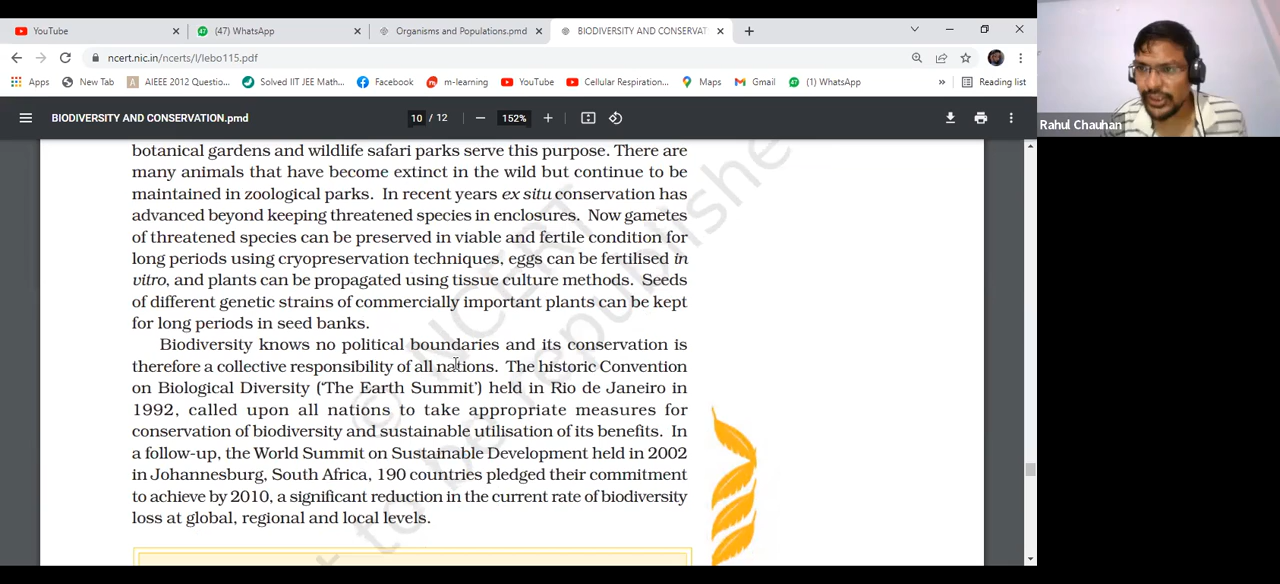 YouTube
(47) WhatsApp
Organisms and Populations.pmd
BIODIVERSITY AND CONSERVAT
ncert.nic.in/ncerts/l/lebo115.pdf
Apps
New Tab
AIEEE 2012 Questio...
Solved IIT JEE Math...
Facebook
m-learning
YouTube
Cellular Respiration...
Maps
Gmail
(1) WhatsApp
»
Reading list
BIODIVERSITY AND CONSERVATION.pmd
10 / 12
152%
Rahul Chauhan
botanical gardens and wildlife safari parks serve this purpose. There are
many animals that have become extinct in the wild but continue to be
maintained in zoological parks. In recent years ex situ conservation has
advanced beyond keeping threatened species in enclosures. Now gametes
of threatened species can be preserved in viable and fertile condition for
long periods using cryopreservation techniques, eggs can be fertilised in
vitro, and plants can be propagated using tissue culture methods. Seeds
of different genetic strains of commercially important plants can be kept
for long periods in seed banks.
Biodiversity knows no political boundaries and its conservation is
therefore a collective responsibility of all nations. The historic Convention
on Biological Diversity ('The Earth Summit') held in Rio de Janeiro in
1992, called upon all nations to take appropriate measures for
conservation of biodiversity and sustainable utilisation of its benefits. In
a follow-up, the World Summit on Sustainable Development held in 2002
in Johannesburg, South Africa, 190 countries pledged their commitment
to achieve by 2010, a significant reduction in the current rate of biodiversity
loss at global, regional and local levels.
© NCERT
to be republishe